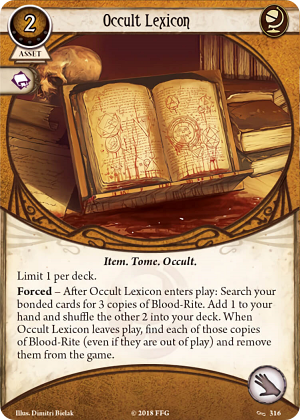 2
Occult Lexicon
ASSET
Item. Tome. Occult.
Limit 1 per deck.
Forced – After Occult Lexicon enters play: Search your
bonded cards for 3 copies of Blood-Rite. Add 1 to your
hand and shuffle the other 2 into your deck. When
Occult Lexicon leaves play, find each of those copies
of Blood-Rite (even if they are out of play) and remove
them from the game.
Illus. Dimitri Bielak
© 2018 FFG
316